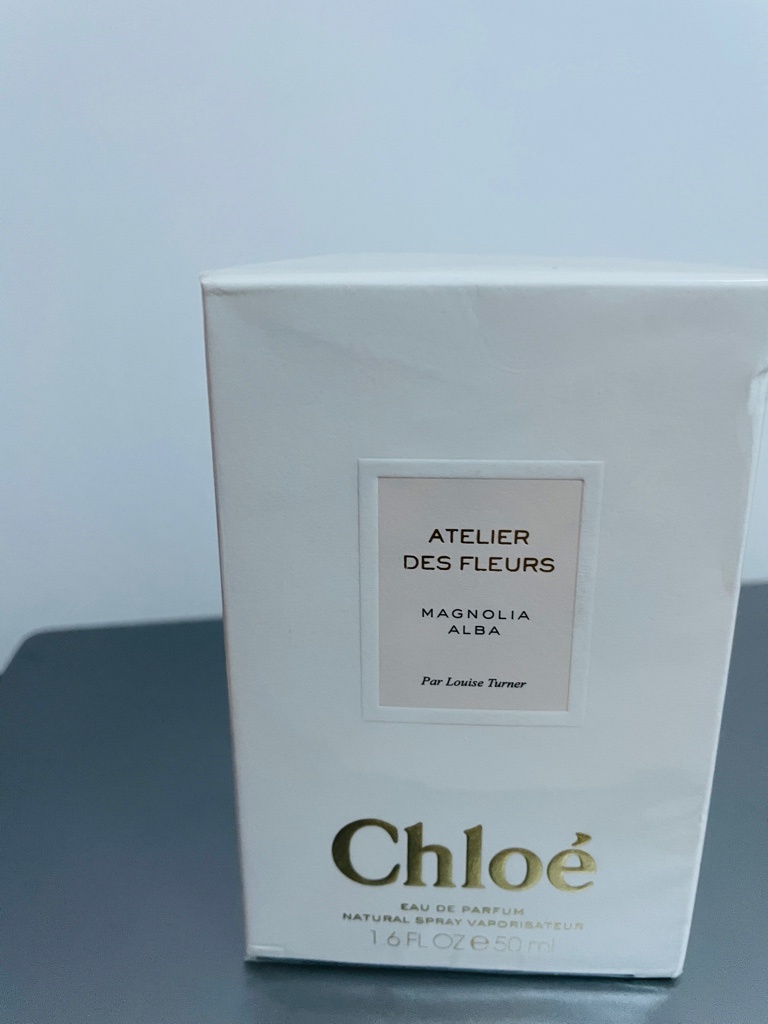 ATELIER
DES FLEURS
MAGNOLIA
ALBA
Par Louise Turner
Chloé
EAU DE PARFUM
NATURAL SPRAY VAPORISATEUR
1.6 FL OZ e 50 ml